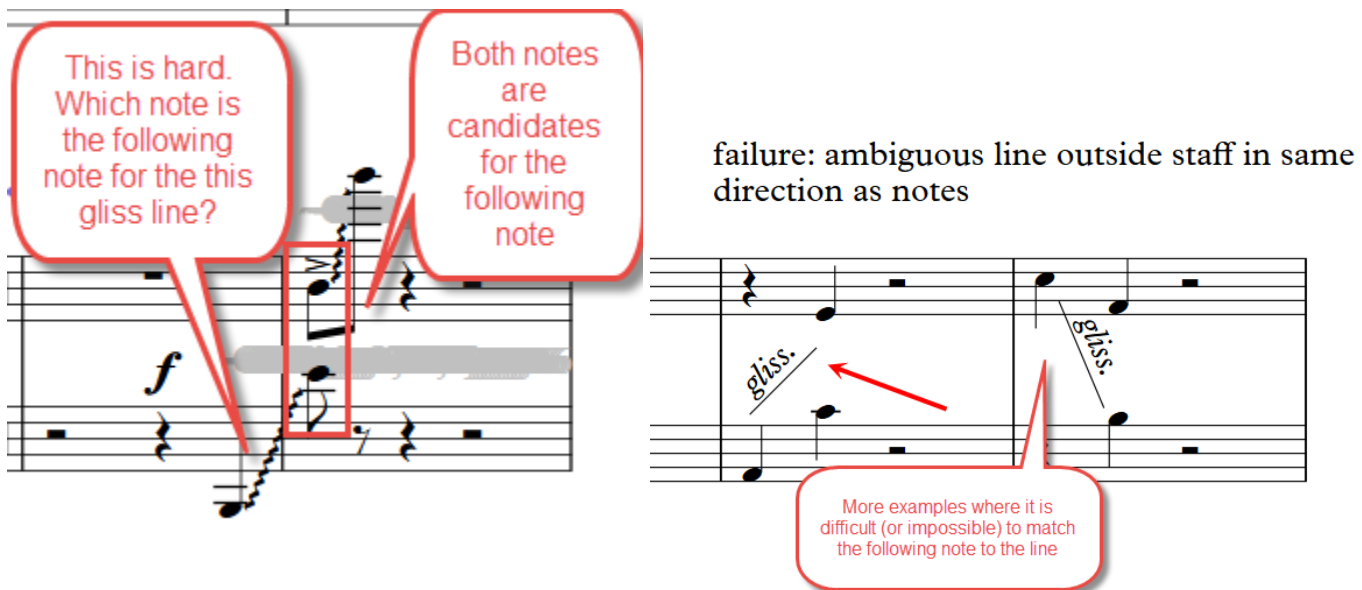 This is hard.
Which note is
the following
note for the this
gliss line?
Both notes
are
candidates
for the
following
note
f
failure: ambiguous line outside staff in same
direction as notes
gliss.
gliss.
More examples where it is
difficult (or impossible) to match
the following note to the line